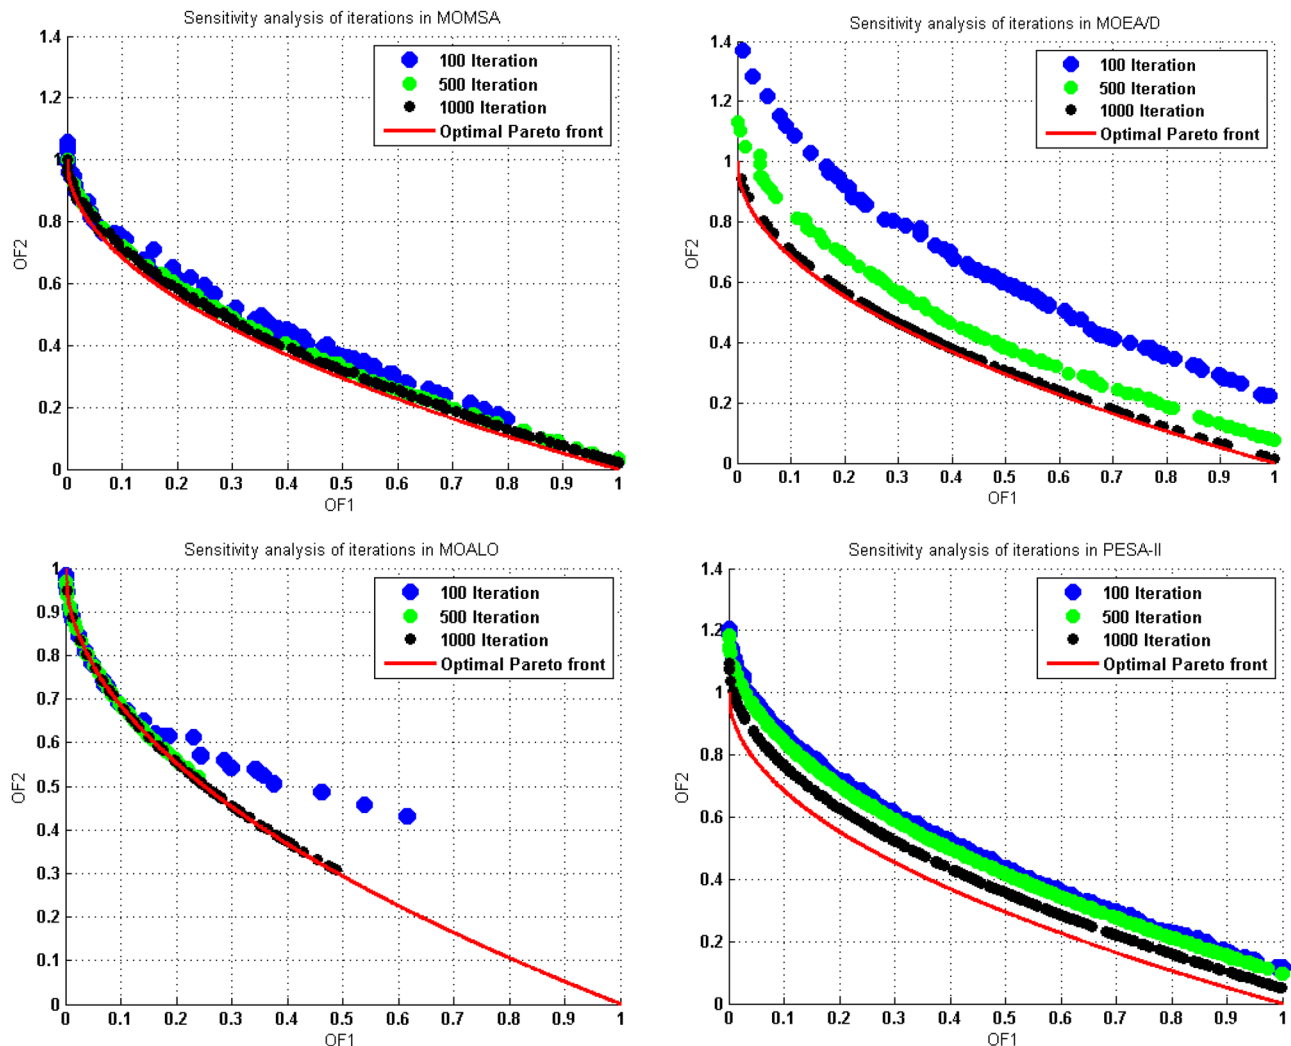 Sensitivity analysis of iterations in MOMSA
1.4
1.2
1
0.8
0.6
0.4
0.2
0
OF2
100 Iteration
500 Iteration
1000 Iteration
Optimal Pareto front
0 0.1 0.2 0.3 0.4 0.5 0.6 0.7 0.8 0.9 1
OF1
Sensitivity analysis of iterations in MOEA/D
1.4
1.2
1
0.8
0.6
0.4
0.2
0
OF2
100 Iteration
500 Iteration
1000 Iteration
Optimal Pareto front
0 0.1 0.2 0.3 0.4 0.5 0.6 0.7 0.8 0.9 1
OF1
Sensitivity analysis of iterations in MOALO
1
0.9
0.8
0.7
0.6
0.5
0.4
0.3
0.2
0.1
0
OF2
100 Iteration
500 Iteration
1000 Iteration
Optimal Pareto front
0 0.1 0.2 0.3 0.4 0.5 0.6 0.7 0.8 0.9 1
OF1
Sensitivity analysis of iterations in PESA-II
1.4
1.2
1
0.8
0.6
0.4
0.2
0
OF2
100 Iteration
500 Iteration
1000 Iteration
Optimal Pareto front
0 0.1 0.2 0.3 0.4 0.5 0.6 0.7 0.8 0.9 1
OF1